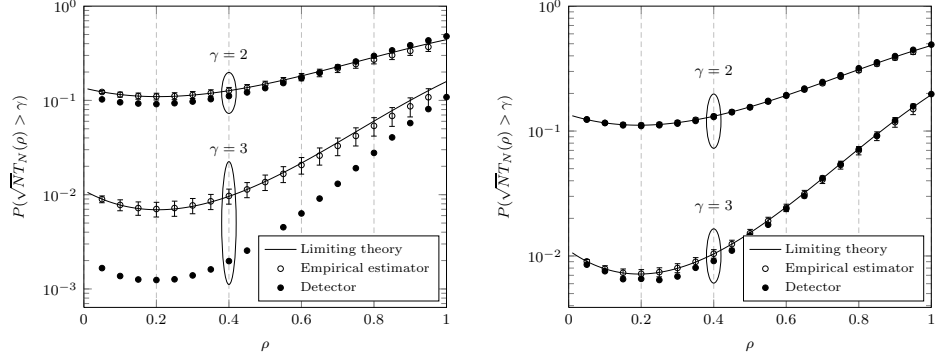 10^0
10^{-1}
10^{-2}
10^{-3}
P(√N T_N(ρ) > γ)
γ = 2
γ = 3
Limiting theory
Empirical estimator
Detector
0 0.2 0.4 0.6 0.8 1
ρ
10^0
10^{-1}
10^{-2}
P(√N T_N(ρ) > γ)
γ = 2
γ = 3
Limiting theory
Empirical estimator
Detector
0 0.2 0.4 0.6 0.8 1
ρ